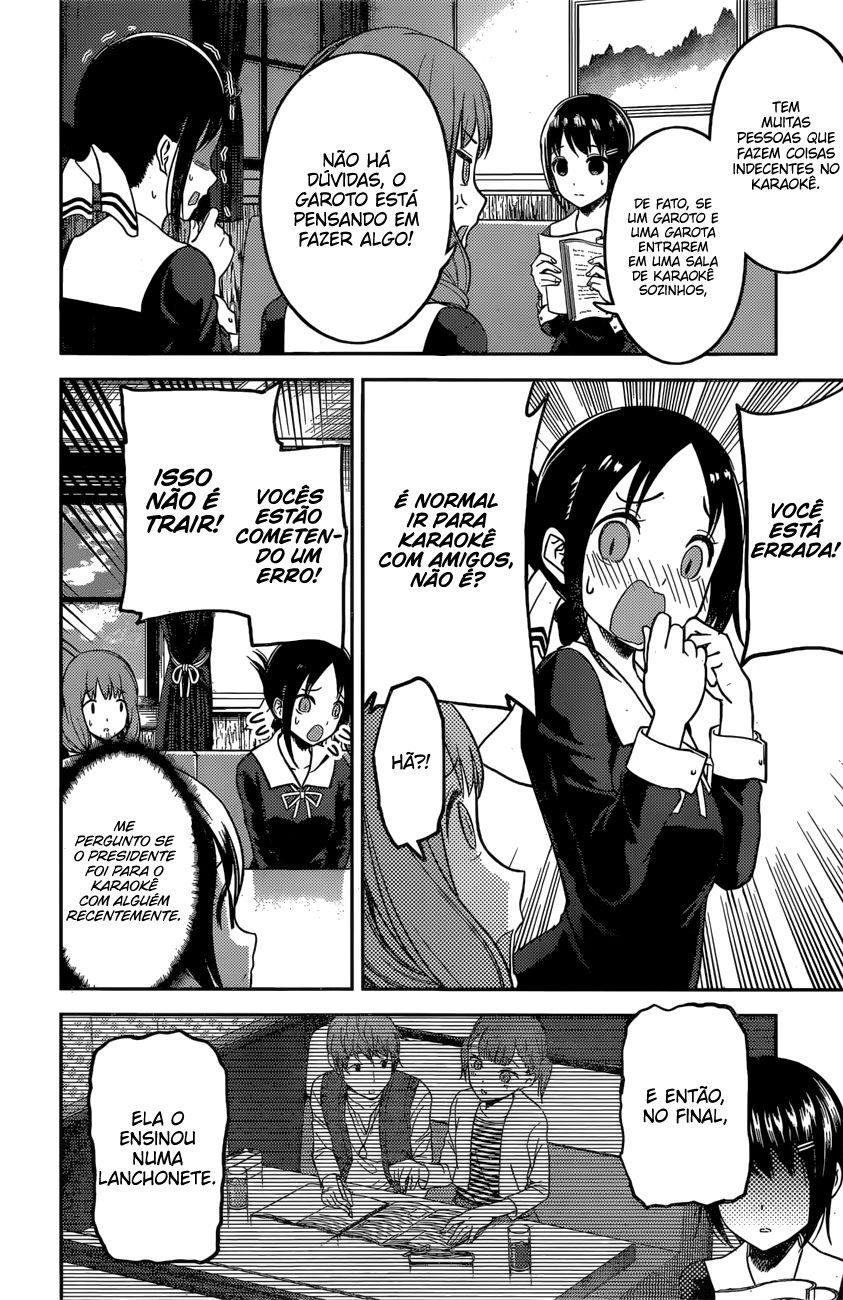 TEM
MUITAS
PESSOAS QUE
FAZEM COISAS
INDECENTES NO
KARAOKÊ.
DE FATO, SE
UM GAROTO E
UMA GAROTA
ENTRAREM
EM UMA SALA
DE KARAOKÊ
SOZINHOS,
NÃO HÁ
DÚVIDAS, O
GAROTO ESTÁ
PENSANDO EM
FAZER ALGO!
VOCÊ
ESTÁ
ERRADA!
É NORMAL
IR PARA
KARAOKÊ
COM AMIGOS,
NÃO É?
HÃ?!
VOCÊS
ESTÃO
COMETEN-
DO UM
ERRO!
ISSO
NÃO É
TRAIR!
ME
PERGUNTO SE
O PRESIDENTE
FOI PARA O
KARAOKÊ
COM ALGUÉM
RECENTEMENTE.
E ENTÃO,
NO FINAL,
ELA O
ENSINOU
NUMA
LANCHONETE.